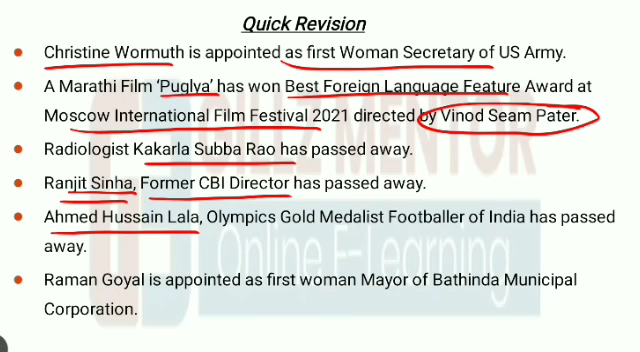 Quick Revision
Christine Wormuth is appointed as first Woman Secretary of US Army.
A Marathi Film ‘Puglya’ has won Best Foreign Language Feature Award at
Moscow International Film Festival 2021 directed by Vinod Seam Pater.
Radiologist Kakarla Subba Rao has passed away.
Ranjit Sinha, Former CBI Director has passed away.
Ahmed Hussain Lala, Olympics Gold Medalist Footballer of India has passed
away.
Raman Goyal is appointed as first woman Mayor of Bathinda Municipal
Corporation.
MENTOR
Online E-Learning